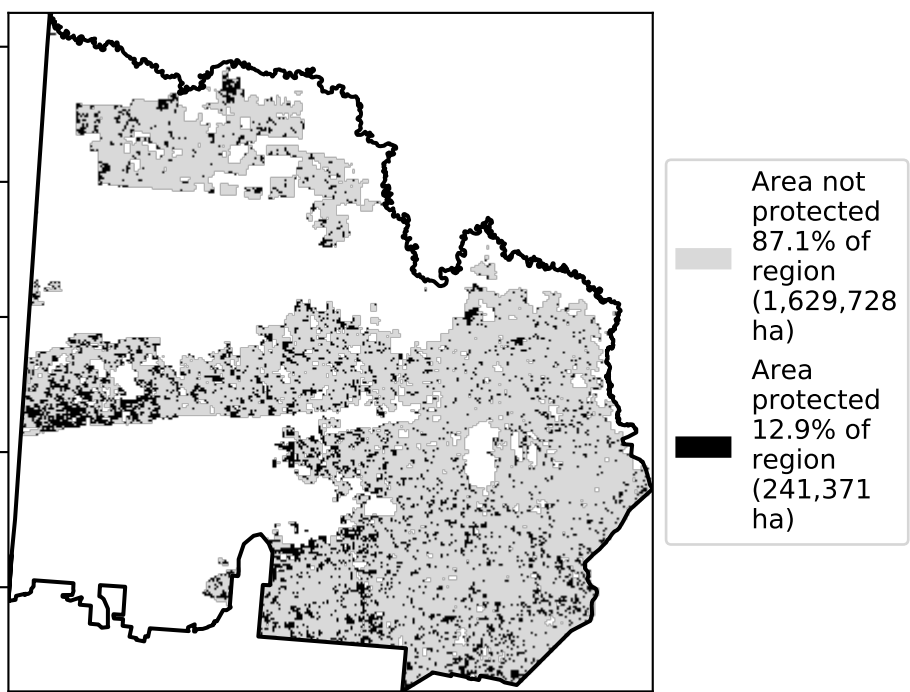 Area not
protected
87.1% of
region
(1,629,728
ha)
Area
protected
12.9% of
region
(241,371
ha)